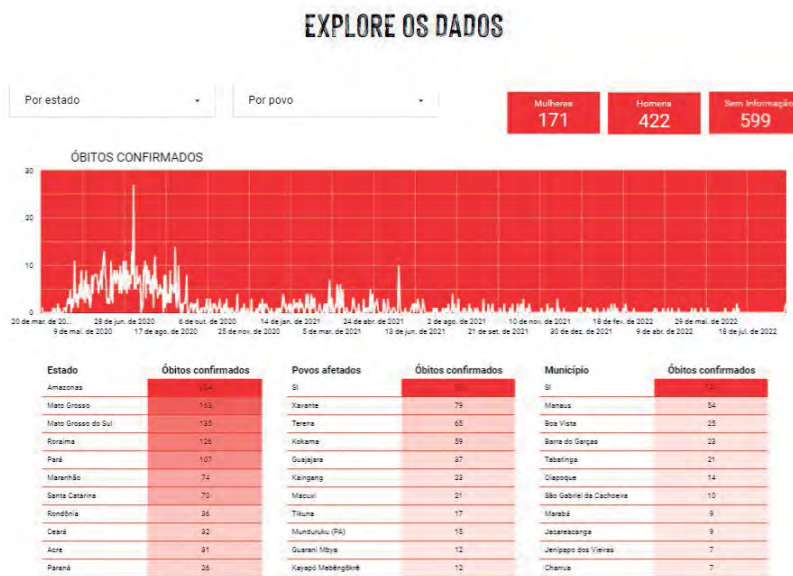 EXPLORE OS DADOS
Por estado
Por povo
Mulheres
171
Homens
422
Sem Informação
599
ÓBITOS CONFIRMADOS
30
20
10
0
20 de mar. de 20... 28 de jun. de 2020 6 de out. de 2020 14 de jan. de 2021 24 de abr. de 2021 2 de ago. de 2021 10 de nov. de 2021 18 de fev. de 2022 29 de mai. de 2022
9 de mai. de 2020 17 de ago. de 2020 25 de nov. de 2020 5 de mar. de 2021 13 de jun. de 2021 21 de set. de 2021 30 de dez. de 2021 9 de abr. de 2022 18 de jul. de 2022
Estado Óbitos confirmados
Amazonas
Mato Grosso 163
Mato Grosso do Sul 135
Roraima 126
Pará 107
Maranhão 74
Santa Catarina 70
Rondônia 36
Ceará 32
Acre 31
Paraná 26
Povos afetados Óbitos confirmados
SI
Xavante 79
Terena 65
Kokama 59
Guajajara 37
Kaingang 23
Macuxi 21
Tikuna 17
Munduruku (PA) 15
Guarani Mbya 12
Kayapó Mebêngôkrê 12
Município Óbitos confirmados
SI
Manaus 54
Boa Vista 25
Barra do Garças 23
Tabatinga 21
Oiapoque 14
São Gabriel da Cachoeira 10
Marabá 9
Jacareacanga 9
Jenipapo dos Vieiras 7
Charrua 7